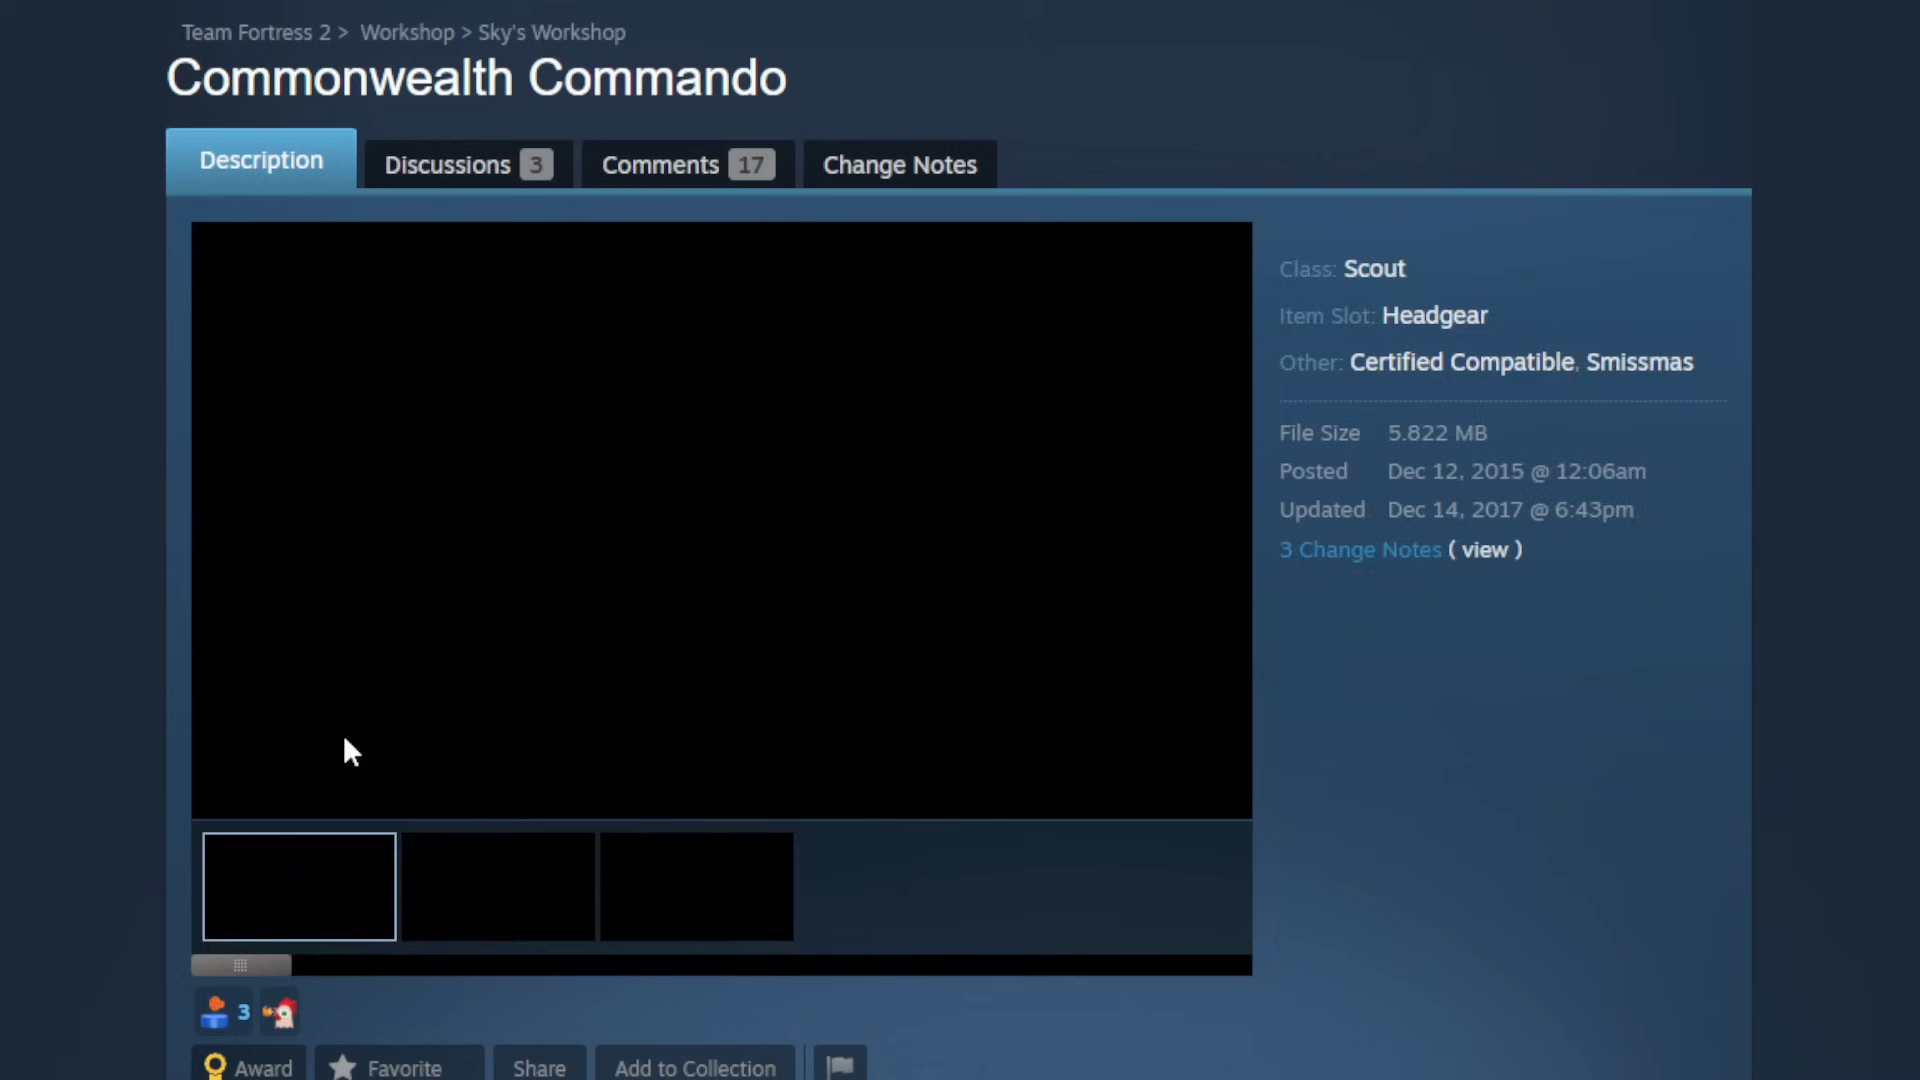 Team Fortress 2 > Workshop > Sky's Workshop
Commonwealth Commando
Description
Discussions 3
Comments 17
Change Notes
Class: Scout
Item Slot: Headgear
Other: Certified Compatible, Smissmas
File Size 5.822 MB
Posted Dec 12, 2015 @ 12:06am
Updated Dec 14, 2017 @ 6:43pm
3 Change Notes ( view )
3
Award
Favorite
Share
Add to Collection